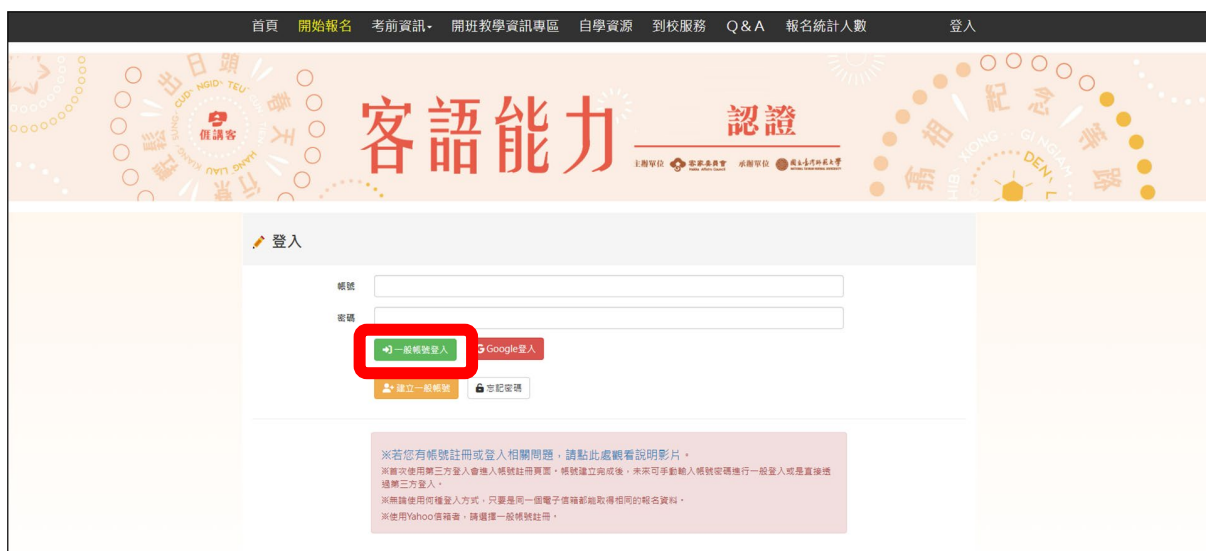 首頁 開始報名 考前資訊 開班教學資訊專區 自學資源 到校服務 Q&A 報名統計人數 登入
𠊎講客
客語能力 認證
主辦單位 客家委員會 承辦單位 國立臺灣師範大學
登入
帳號
密碼
一般帳號登入 Google登入
建立一般帳號 忘記密碼
※若您有帳號註冊或登入相關問題，請點此處觀看說明影片。
※首次使用第三方登入會進入帳號註冊頁面。帳號建立完成後，未來可手動輸入帳號密碼進行一般登入或是直接透
過第三方登入。
※無論使用何種登入方式，只要是同一個電子信箱都能取得相同的報名資料。
※使用Yahoo信箱者，請選擇一般帳號註冊。